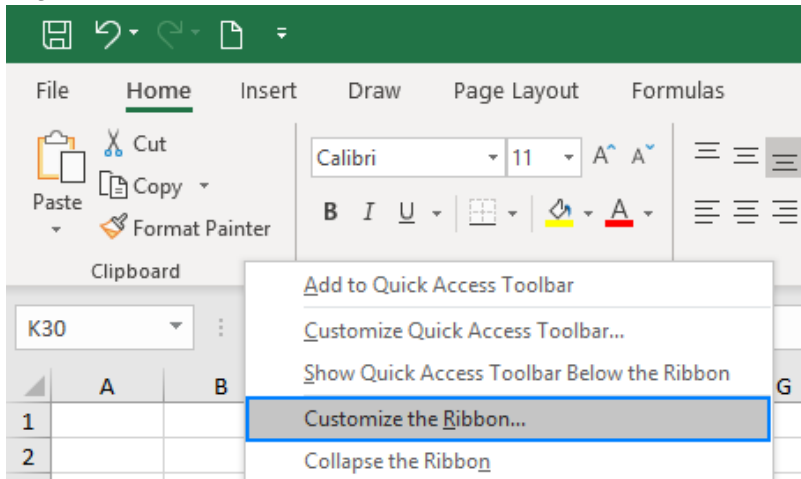 File Home Insert Draw Page Layout Formulas
Cut
Calibri 11 A A
Copy
Paste
B I U A
Format Painter
Clipboard
Add to Quick Access Toolbar
K30
Customize Quick Access Toolbar...
Show Quick Access Toolbar Below the Ribbon
A B G
1
Customize the Ribbon...
2
Collapse the Ribbon